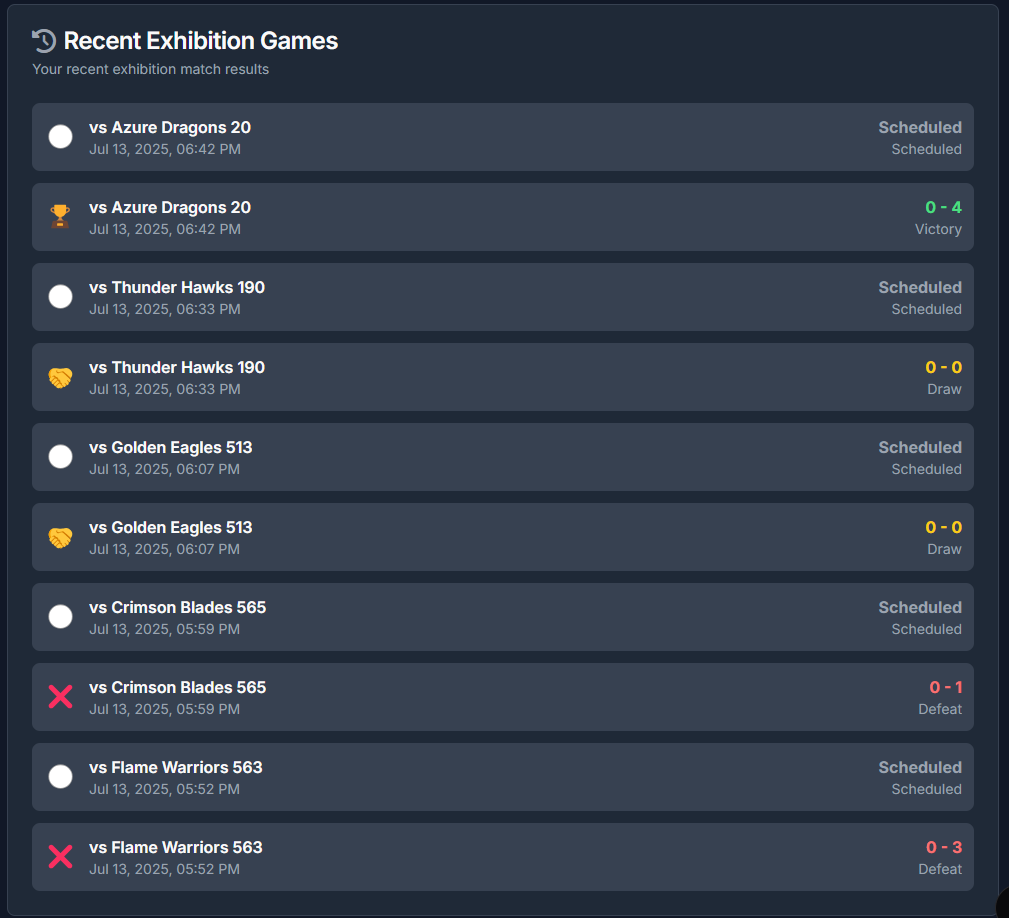 Recent Exhibition Games
Your recent exhibition match results
vs Azure Dragons 20
Scheduled
Jul 13, 2025, 06:42 PM
Scheduled
vs Azure Dragons 20
0 - 4
Jul 13, 2025, 06:42 PM
Victory
vs Thunder Hawks 190
Scheduled
Jul 13, 2025, 06:33 PM
Scheduled
vs Thunder Hawks 190
0 - 0
Jul 13, 2025, 06:33 PM
Draw
vs Golden Eagles 513
Scheduled
Jul 13, 2025, 06:07 PM
Scheduled
vs Golden Eagles 513
0 - 0
Jul 13, 2025, 06:07 PM
Draw
vs Crimson Blades 565
Scheduled
Jul 13, 2025, 05:59 PM
Scheduled
vs Crimson Blades 565
0 - 1
Jul 13, 2025, 05:59 PM
Defeat
vs Flame Warriors 563
Scheduled
Jul 13, 2025, 05:52 PM
Scheduled
vs Flame Warriors 563
0 - 3
Jul 13, 2025, 05:52 PM
Defeat